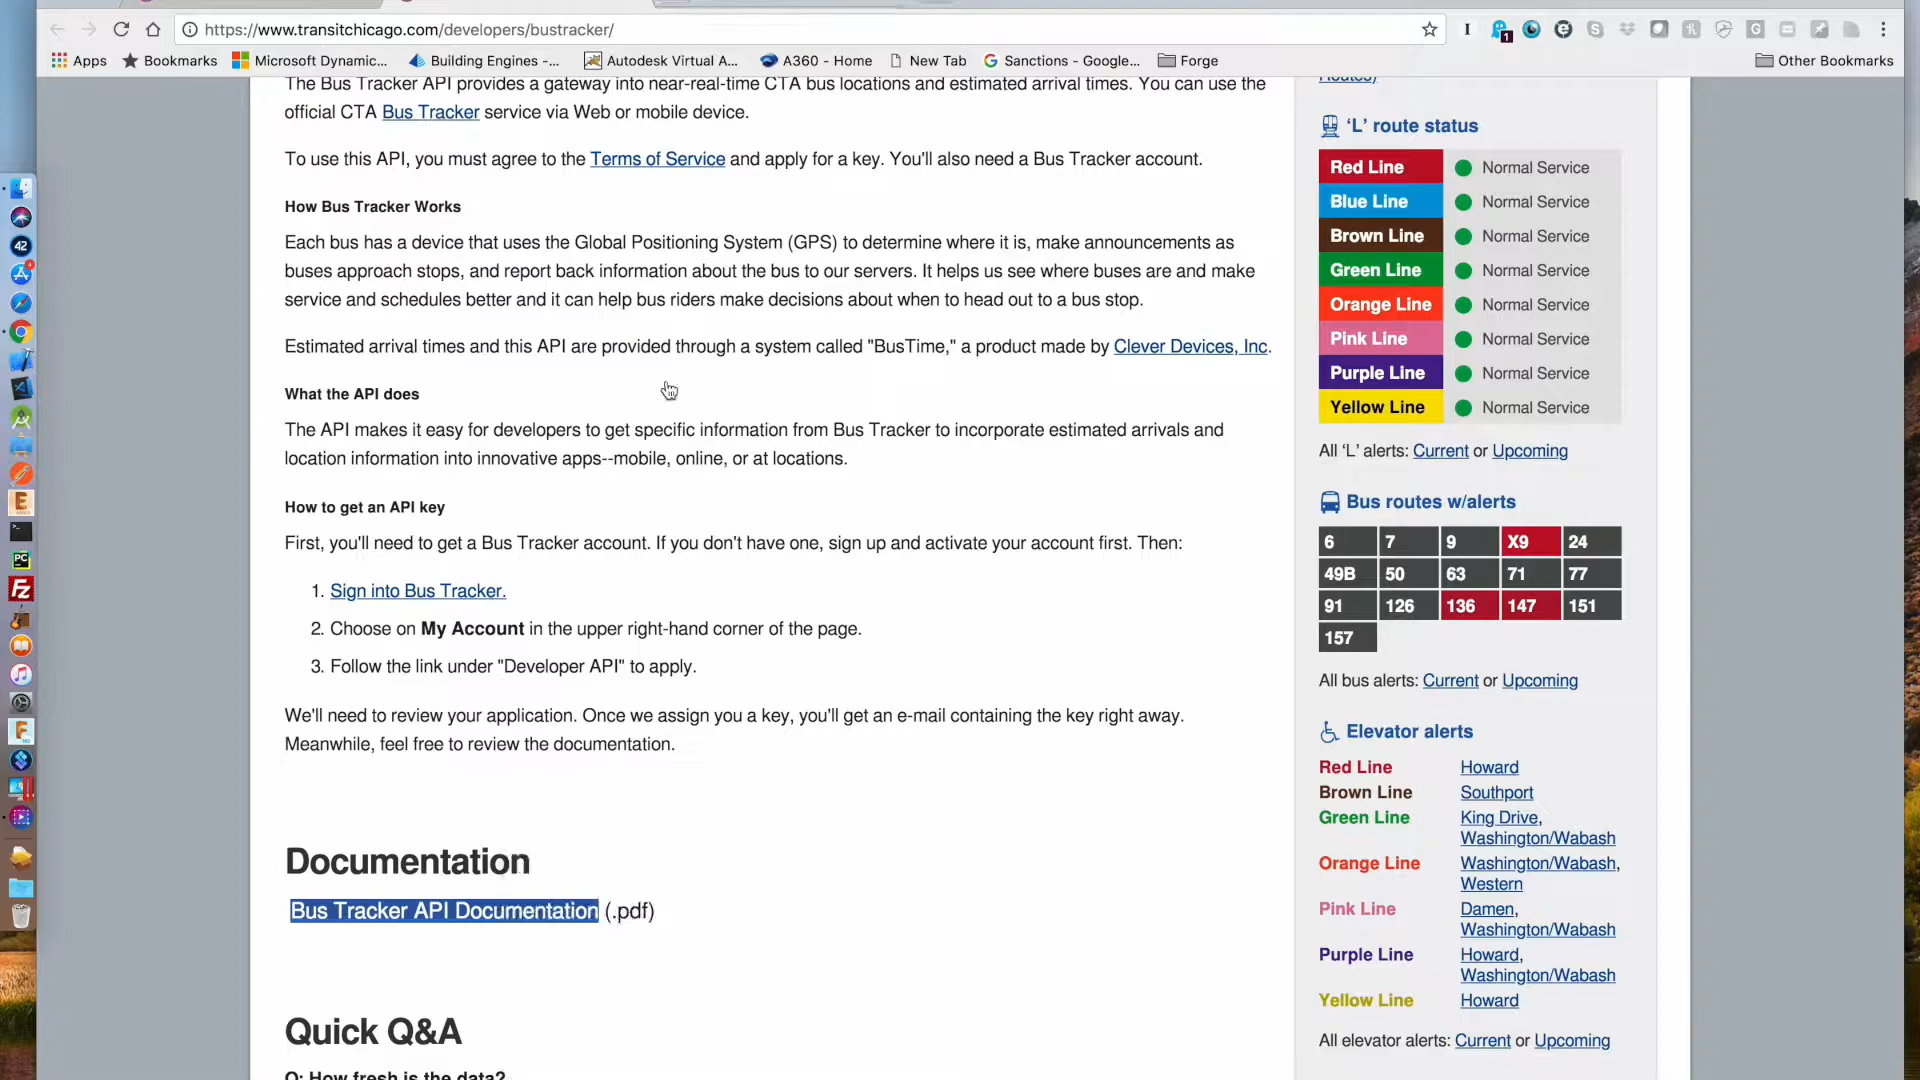 https://www.transitchicago.com/developers/bustracker/
1
Apps
Bookmarks
Microsoft Dynamic...
Building Engines -...
Autodesk Virtual A...
A360 - Home
New Tab
Sanctions - Google...
Forge
Other Bookmarks
The Bus Tracker API provides a gateway into near-real-time CTA bus locations and estimated arrival times. You can use the
official CTA Bus Tracker service via Web or mobile device.
To use this API, you must agree to the Terms of Service and apply for a key. You'll also need a Bus Tracker account.
How Bus Tracker Works
Each bus has a device that uses the Global Positioning System (GPS) to determine where it is, make announcements as
buses approach stops, and report back information about the bus to our servers. It helps us see where buses are and make
service and schedules better and it can help bus riders make decisions about when to head out to a bus stop.
Estimated arrival times and this API are provided through a system called "BusTime," a product made by Clever Devices, Inc.
What the API does
The API makes it easy for developers to get specific information from Bus Tracker to incorporate estimated arrivals and
location information into innovative apps--mobile, online, or at locations.
How to get an API key
First, you'll need to get a Bus Tracker account. If you don't have one, sign up and activate your account first. Then:
1. Sign into Bus Tracker.
2. Choose on My Account in the upper right-hand corner of the page.
3. Follow the link under "Developer API" to apply.
We'll need to review your application. Once we assign you a key, you'll get an e-mail containing the key right away.
Meanwhile, feel free to review the documentation.
Documentation
Bus Tracker API Documentation (.pdf)
Quick Q&A
Q: How fresh is the data?
Routes)
‘L’ route status
Red Line Normal Service
Blue Line Normal Service
Brown Line Normal Service
Green Line Normal Service
Orange Line Normal Service
Pink Line Normal Service
Purple Line Normal Service
Yellow Line Normal Service
All ‘L’ alerts: Current or Upcoming
Bus routes w/alerts
6 7 9 X9 24
49B 50 63 71 77
91 126 136 147 151
157
All bus alerts: Current or Upcoming
Elevator alerts
Red Line Howard
Brown Line Southport
Green Line King Drive,
Washington/Wabash
Orange Line Washington/Wabash,
Western
Pink Line Damen,
Washington/Wabash
Purple Line Howard,
Washington/Wabash
Yellow Line Howard
All elevator alerts: Current or Upcoming
42
PC
Fz